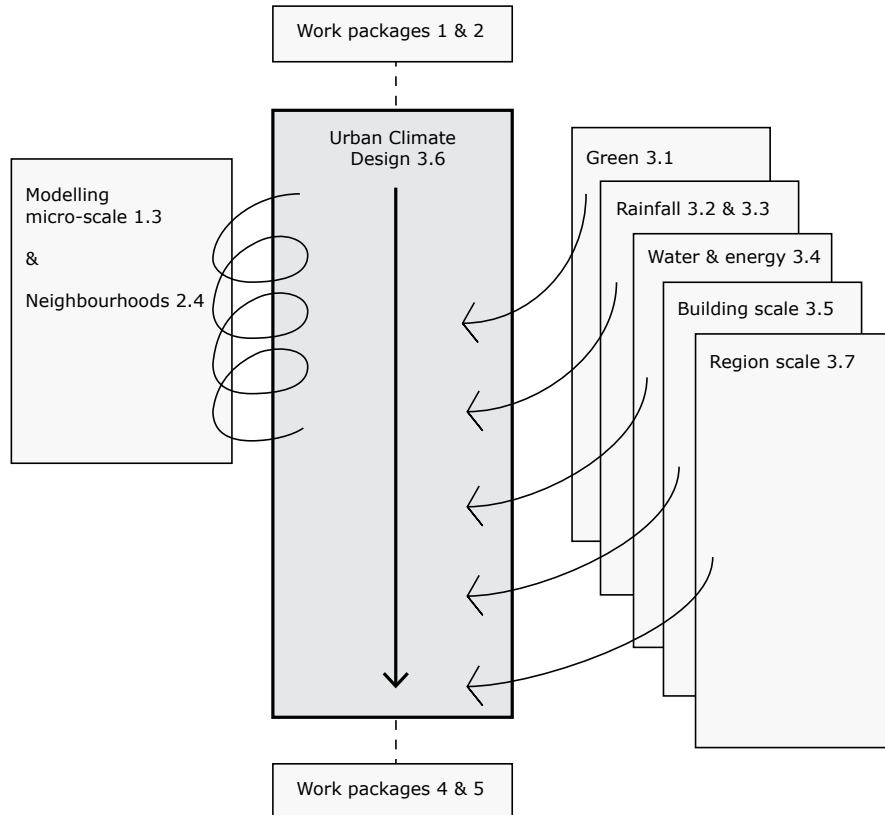 Work packages 1 & 2
Urban Climate
Design 3.6
Modelling
micro-scale 1.3
&
Neighbourhoods 2.4
Green 3.1
Rainfall 3.2 & 3.3
Water & energy 3.4
Building scale 3.5
Region scale 3.7
Work packages 4 & 5